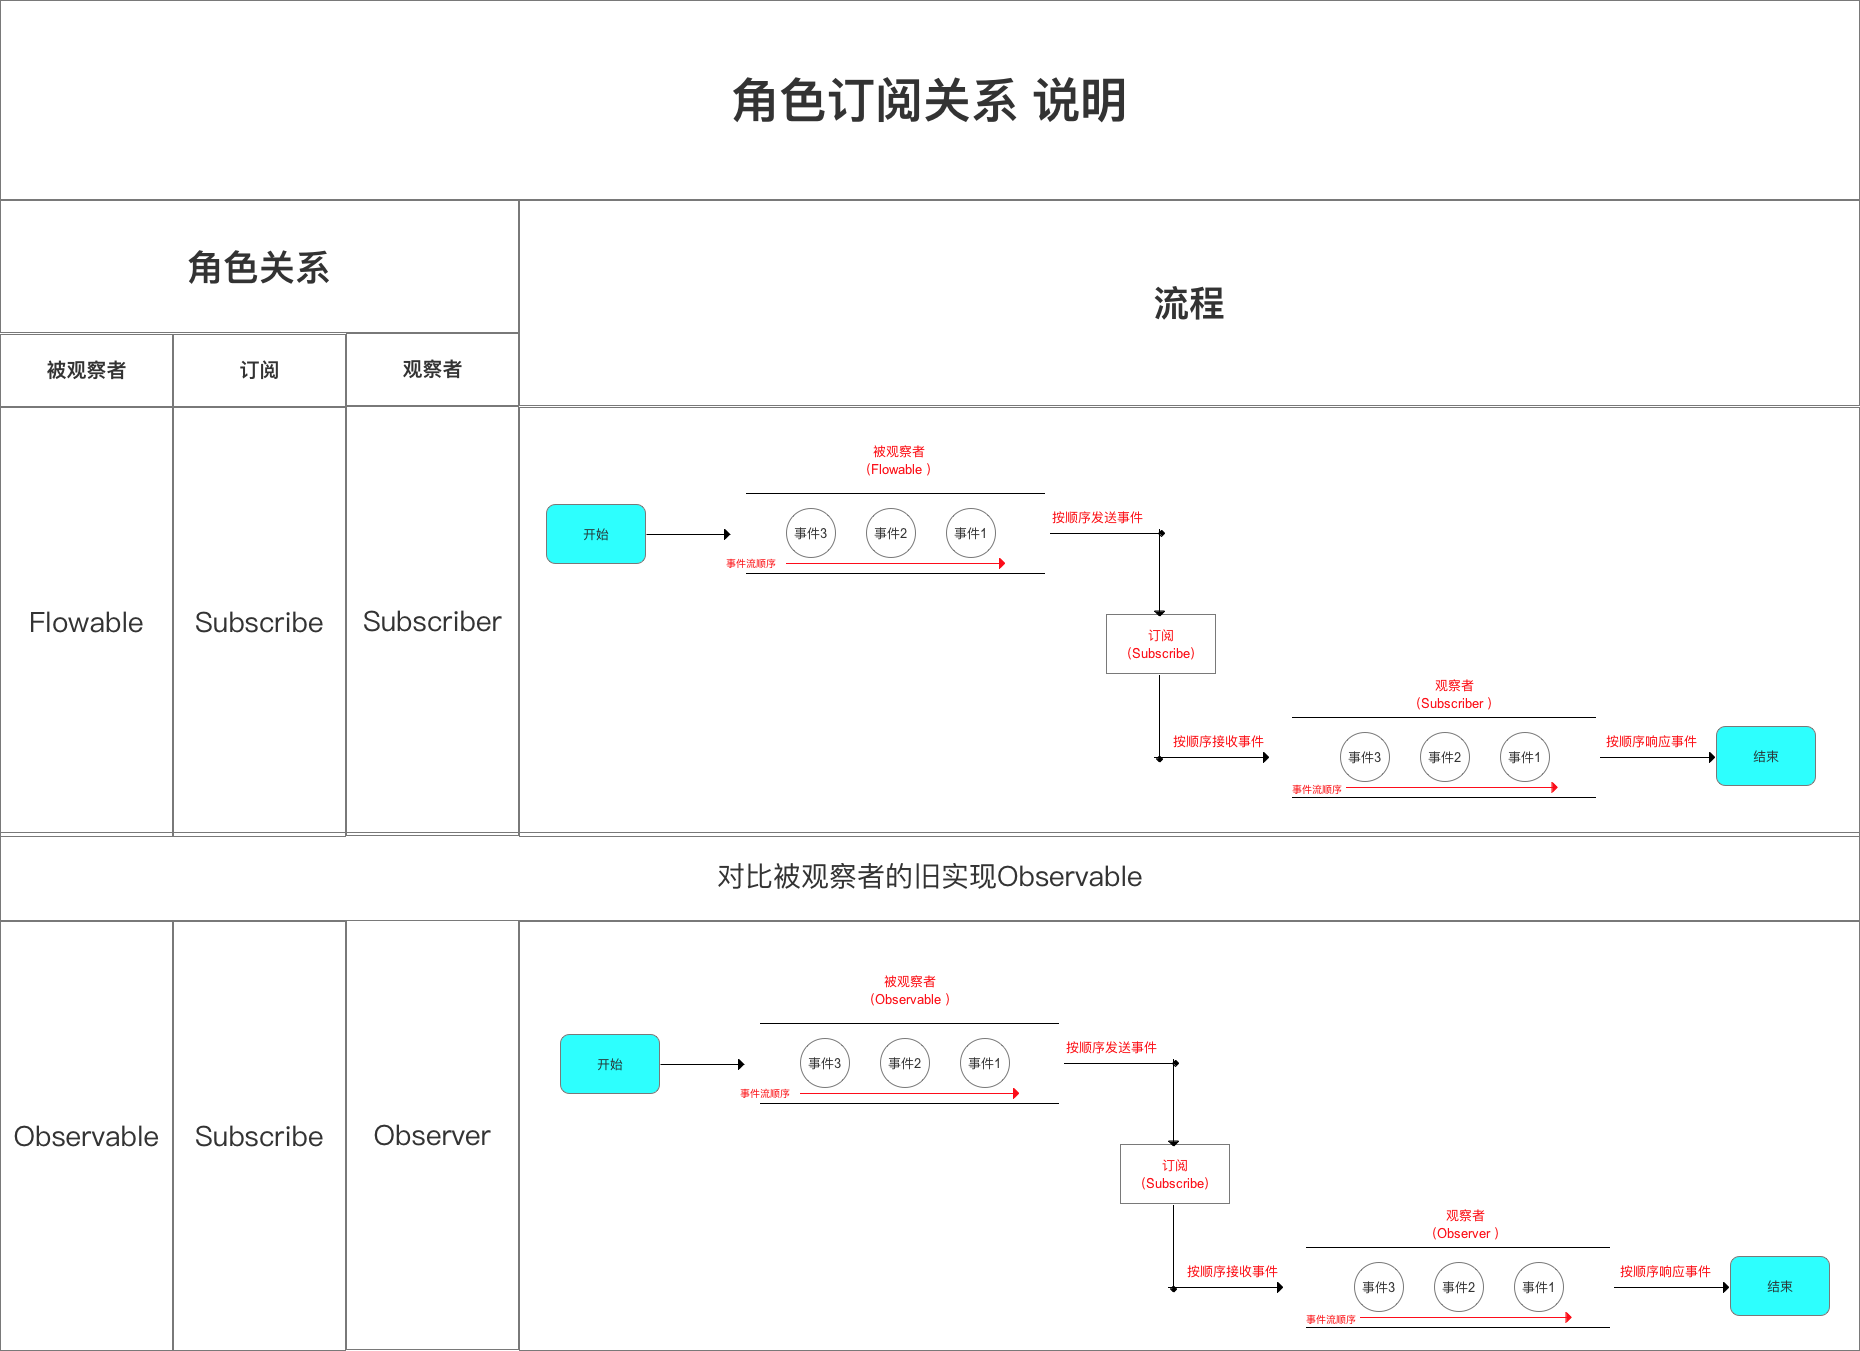 角色订阅关系 说明
角色关系
流程
被观察者
订阅
观察者
Flowable
Subscribe
Subscriber
被观察者
(Flowable )
开始
事件3
事件2
事件1
事件流顺序
按顺序发送事件
订阅
(Subscribe)
按顺序接收事件
观察者
(Subscriber )
事件3
事件2
事件1
事件流顺序
按顺序响应事件
结束
对比被观察者的旧实现Observable
Observable
Subscribe
Observer
被观察者
(Observable )
开始
事件3
事件2
事件1
事件流顺序
按顺序发送事件
订阅
(Subscribe)
按顺序接收事件
观察者
(Observer )
事件3
事件2
事件1
事件流顺序
按顺序响应事件
结束